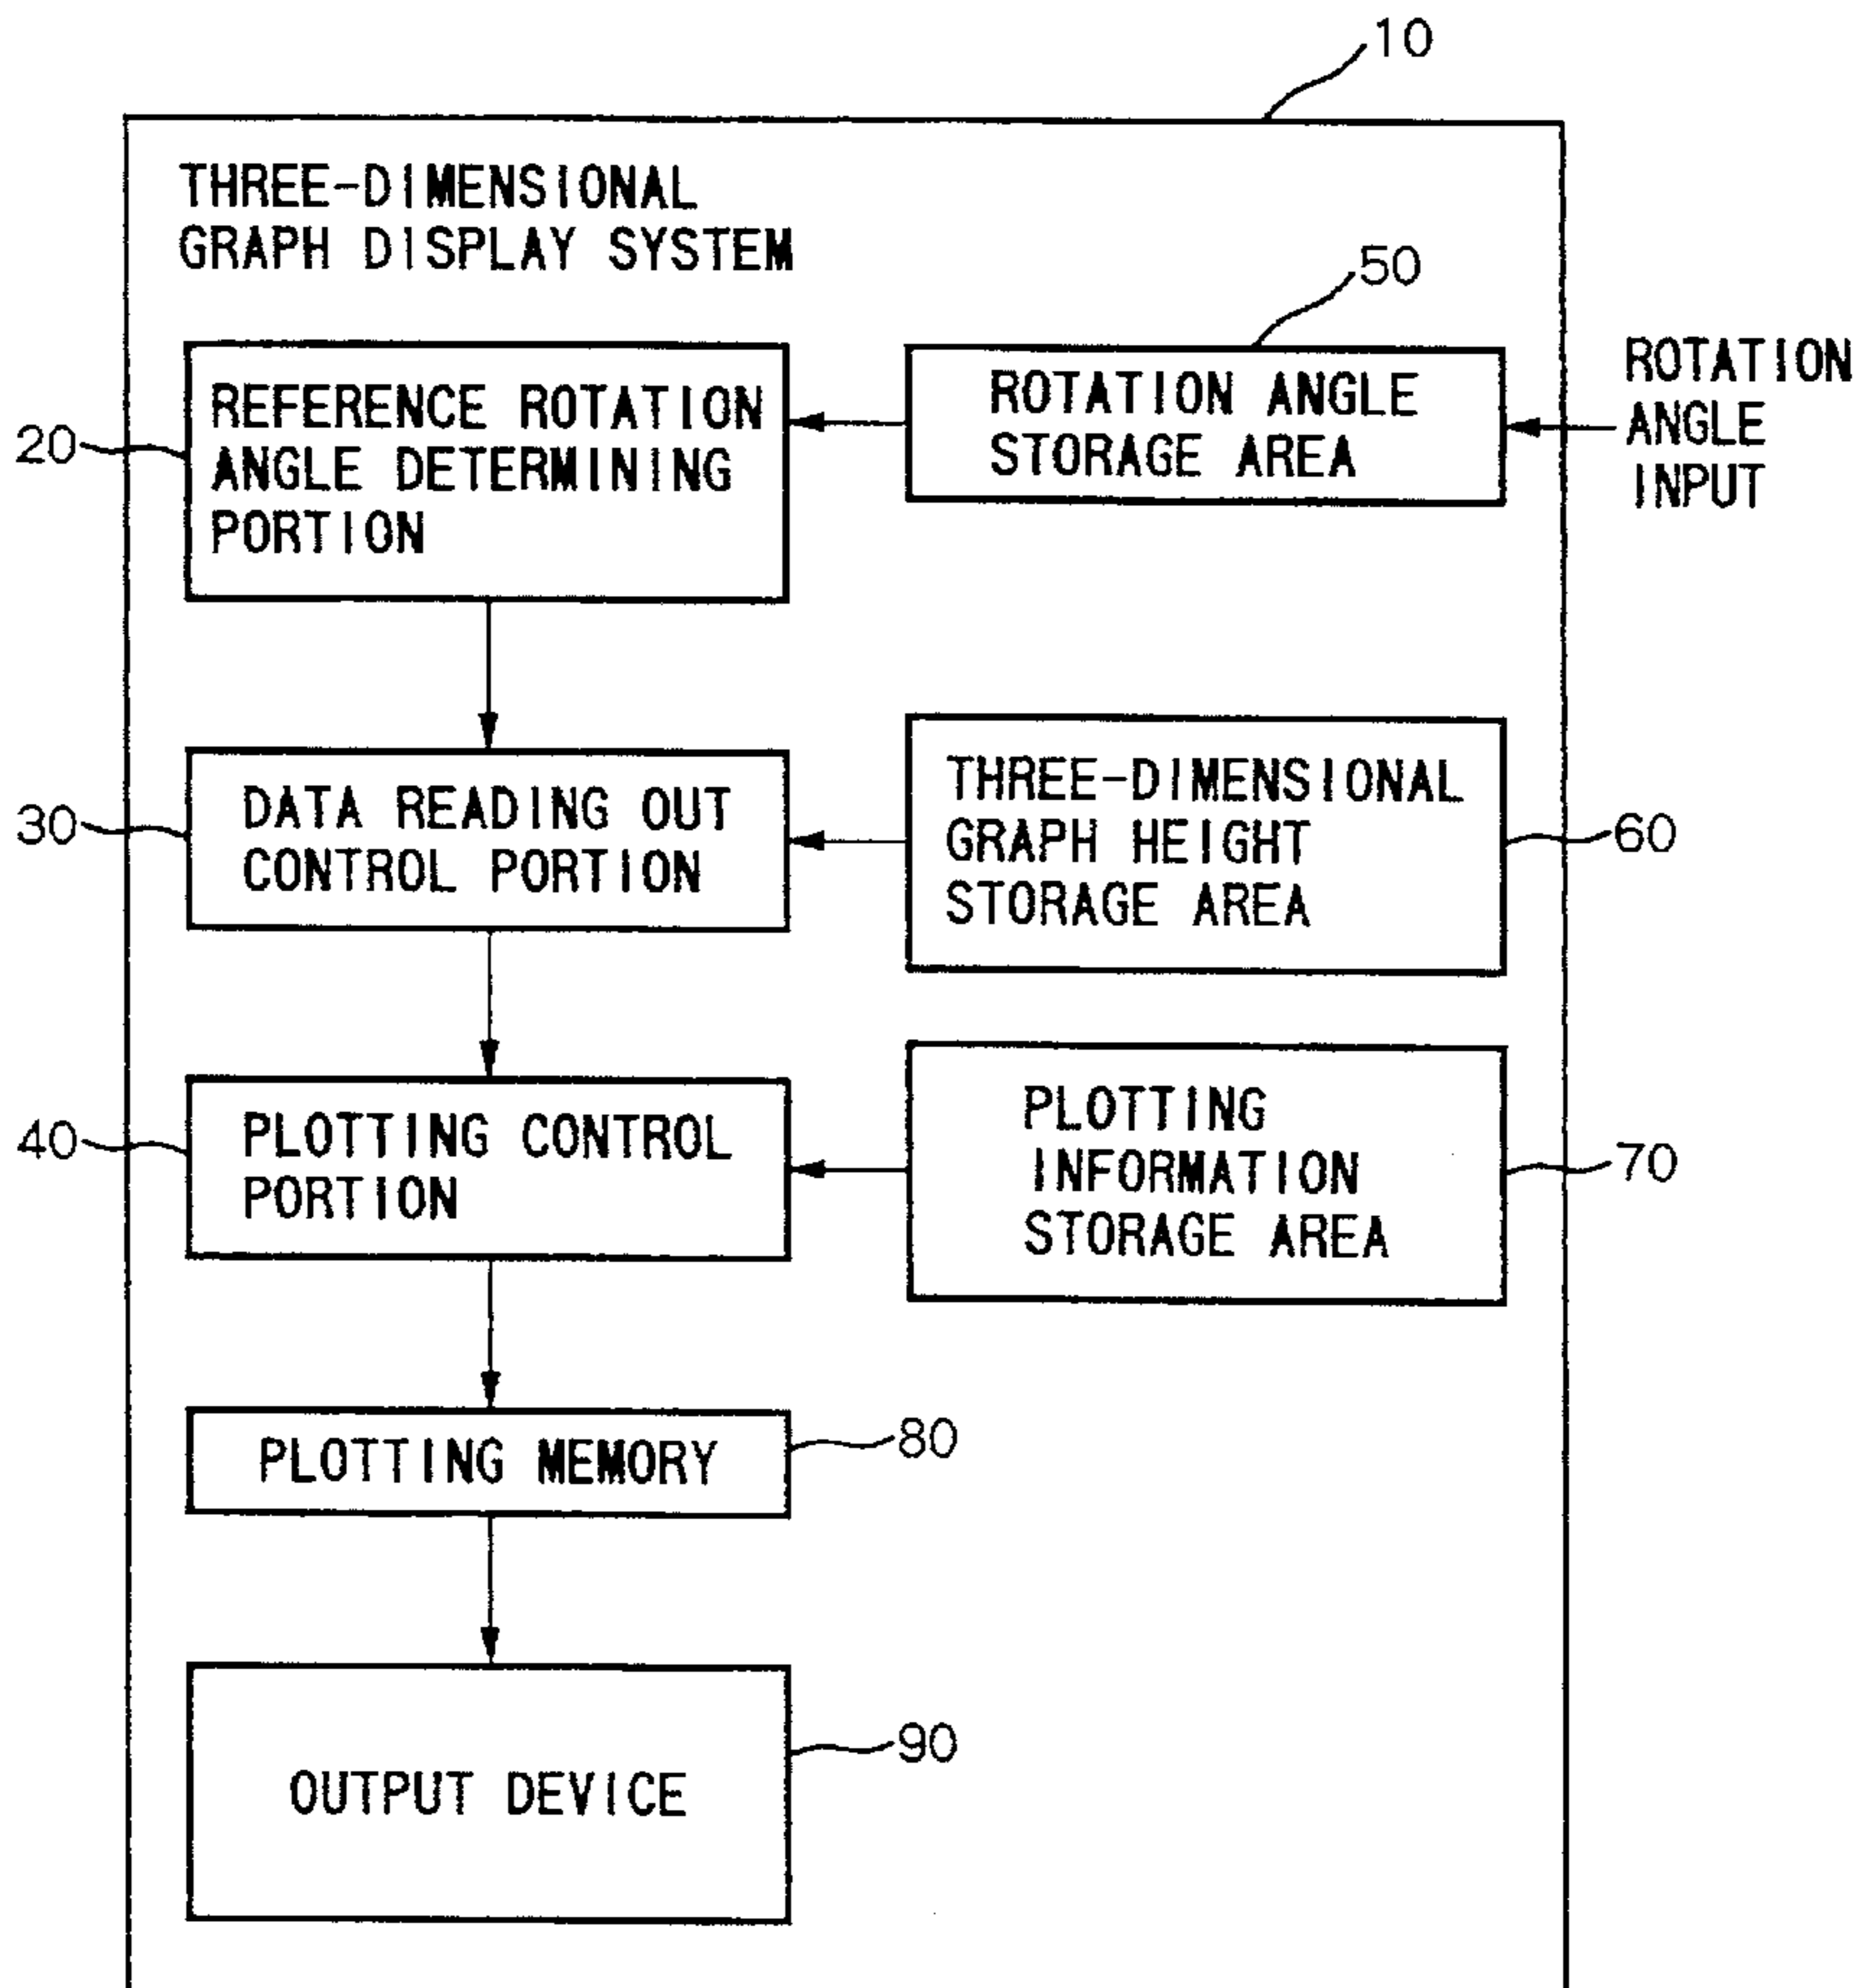 10
THREE-DIMENSIONAL
GRAPH DISPLAY SYSTEM
50
20
REFERENCE ROTATION
ANGLE DETERMINING
PORTION
ROTATION ANGLE
STORAGE AREA
ROTATION
ANGLE
INPUT
30
DATA READING OUT
CONTROL PORTION
THREE-DIMENSIONAL
GRAPH HEIGHT
STORAGE AREA
60
40
PLOTTING CONTROL
PORTION
PLOTTING
INFORMATION
STORAGE AREA
70
PLOTTING MEMORY
80
OUTPUT DEVICE
90